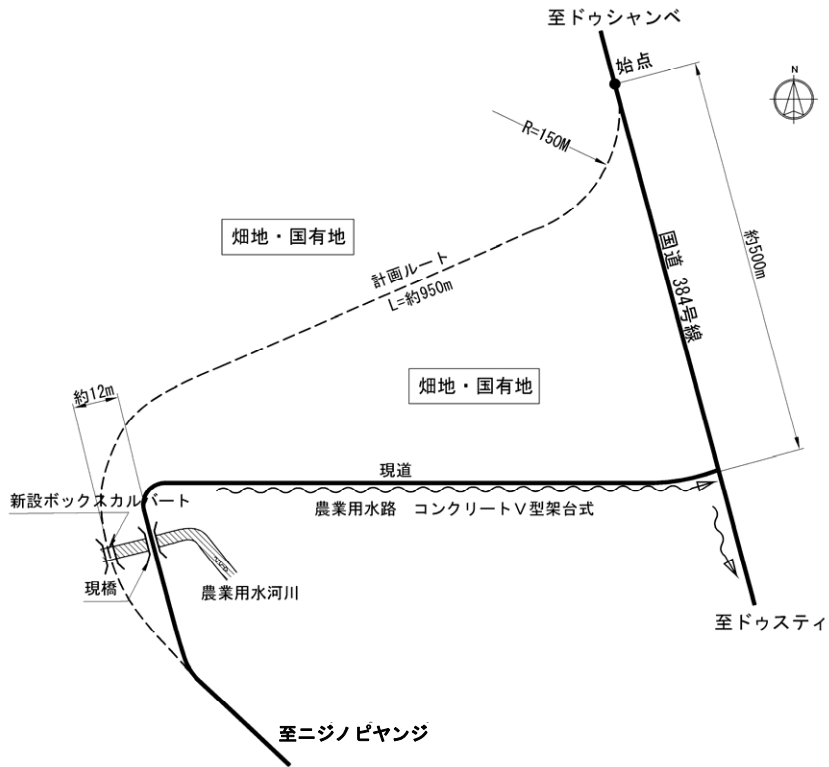 至ドゥシャンベ
始点
N
R=150M
畑地・国有地
計画ルート
L=約950m
国道 384号線
約500m
畑地・国有地
約12m
現道
新設ボックスカルバート
農業用水路 コンクリートV型架台式
現橋
農業用水河川
至ドゥスティ
至ニジノピヤンジ